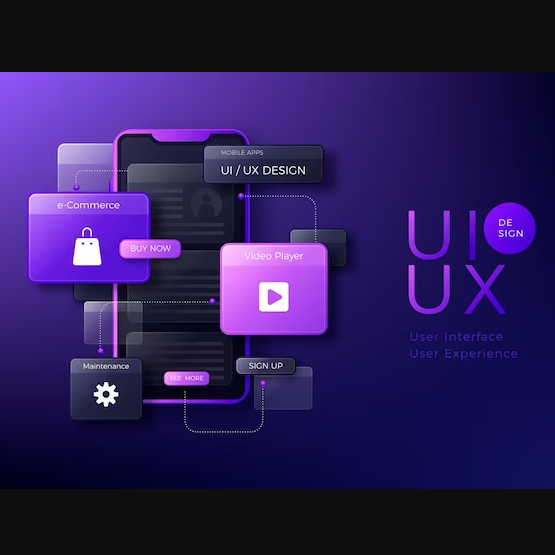 MOBILE APPS
UI / UX DESIGN
e-Commerce
BUY NOW
Video Player
Maintenance
SIGN UP
SEE MORE
UI
DE
SIGN
UX
User Interface
User Experience